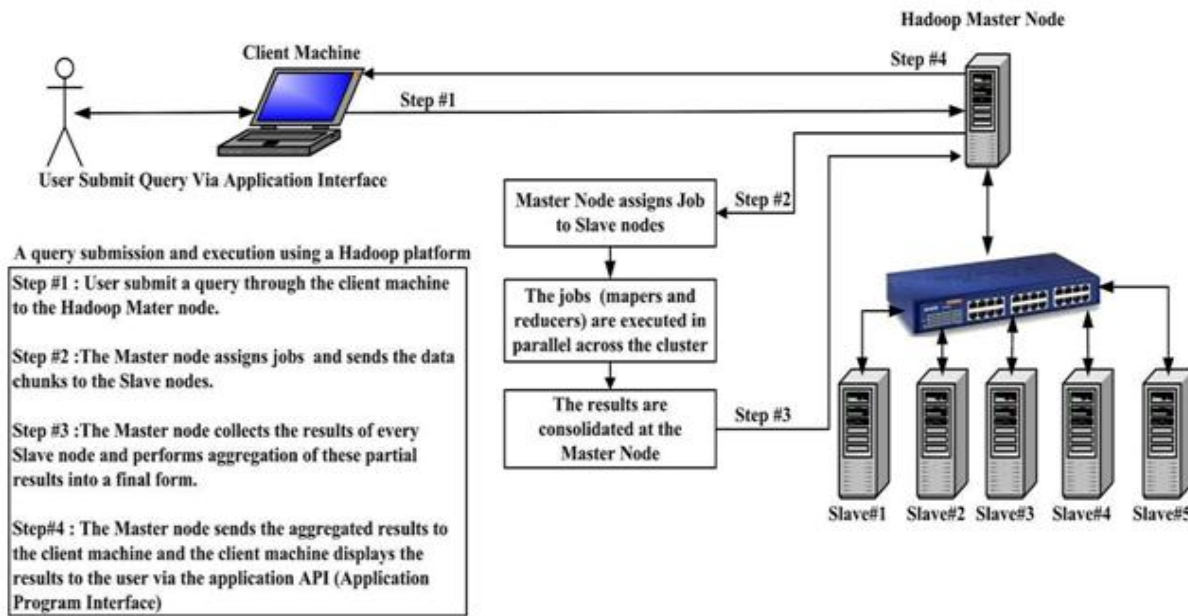 Hadoop Master Node
Client Machine
Step #4
Step #1
User Submit Query Via Application Interface
Master Node assigns Job
to Slave nodes
Step #2
The jobs (mapers and
reducers) are executed in
parallel across the cluster
The results are
consolidated at the
Master Node
Step #3
A query submission and execution using a Hadoop platform
Step #1 : User submit a query through the client machine
to the Hadoop Mater node.
Step #2 :The Master node assigns jobs and sends the data
chunks to the Slave nodes.
Step #3 :The Master node collects the results of every
Slave node and performs aggregation of these partial
results into a final form.
Step#4 : The Master node sends the aggregated results to
the client machine and the client machine displays the
results to the user via the application API (Application
Program Interface)
Slave#1
Slave#2
Slave#3
Slave#4
Slave#5